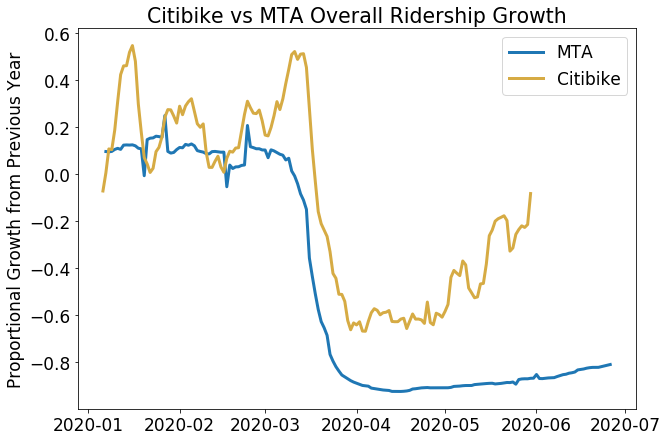 Citibike vs MTA Overall Ridership Growth
Proportional Growth from Previous Year
0.6
0.4
0.2
0.0
−0.2
−0.4
−0.6
−0.8
MTA
Citibike
2020-01 2020-02 2020-03 2020-04 2020-05 2020-06 2020-07